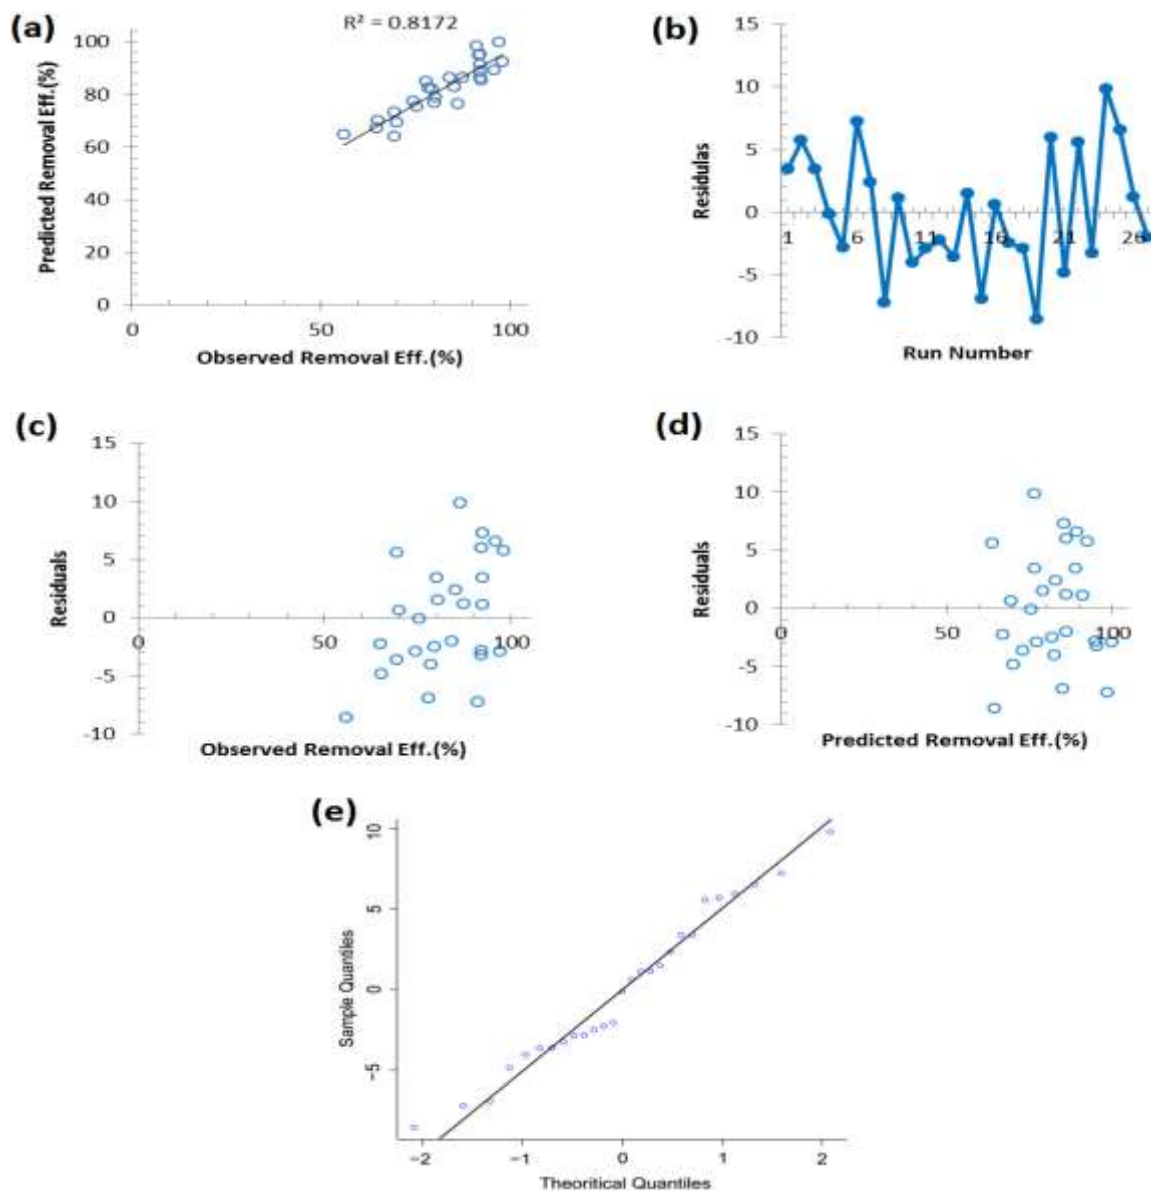 (a)
R² = 0.8172
100
80
60
40
20
0
0 50 100
Predicted Removal Eff.(%)
Observed Removal Eff.(%)
(b)
15
10
5
0
-5
-10
1 6 11 16 21 26
Residulas
Run Number
(c)
15
10
5
0
-5
-10
0 50 100
Residuals
Observed Removal Eff.(%)
(d)
15
10
5
0
-5
-10
0 50 100
Residuals
Predicted Removal Eff.(%)
(e)
10
5
0
−5
−2 −1 0 1 2
Sample Quantiles
Theoritical Quantiles